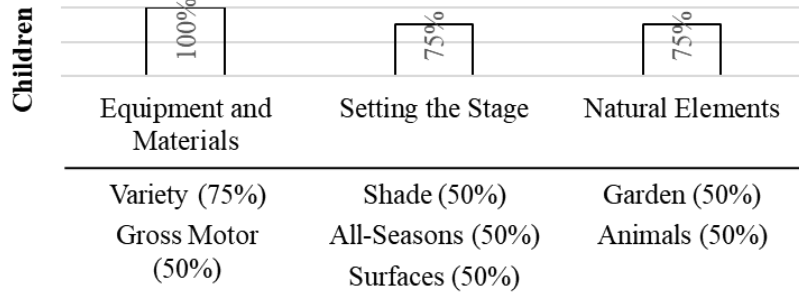 Children
100%
75%
75%
Equipment and
Materials
Setting the Stage
Natural Elements
Variety (75%)
Gross Motor
(50%)
Shade (50%)
All-Seasons (50%)
Surfaces (50%)
Garden (50%)
Animals (50%)